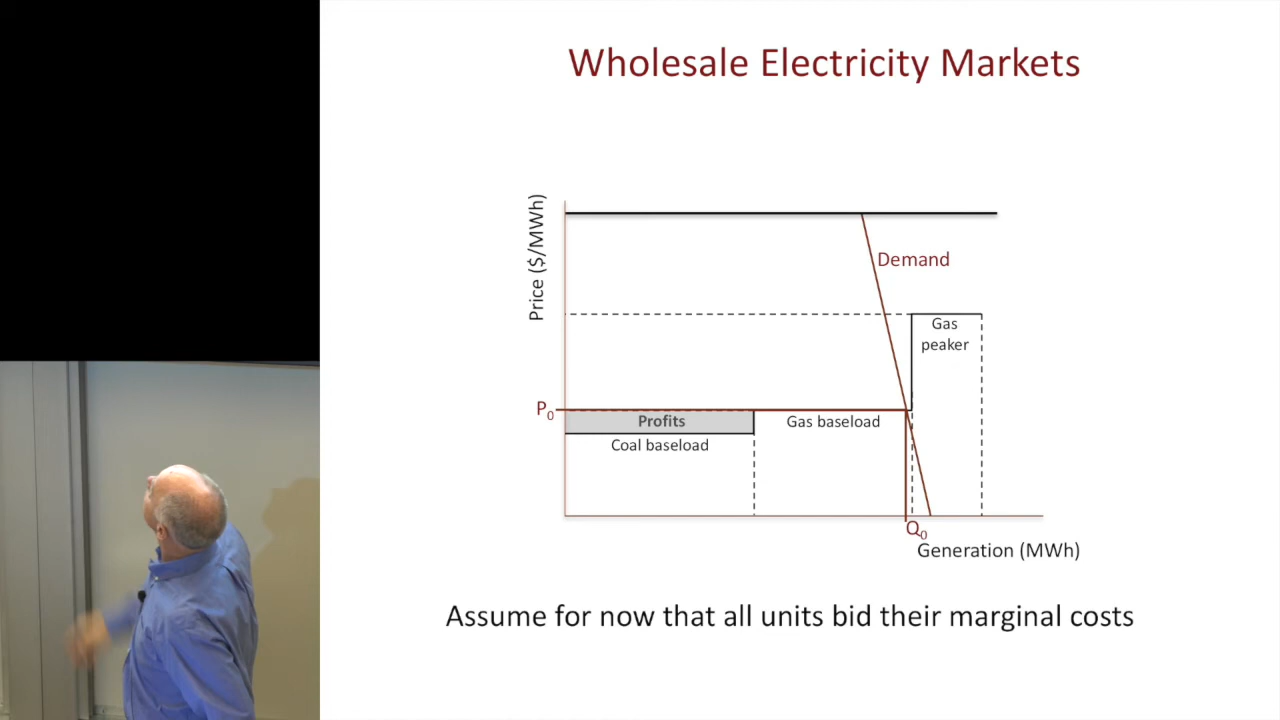 Wholesale Electricity Markets
Price ($/MWh)
Demand
Gas
peaker
P0
Profits
Gas baseload
Coal baseload
Q0
Generation (MWh)
Assume for now that all units bid their marginal costs